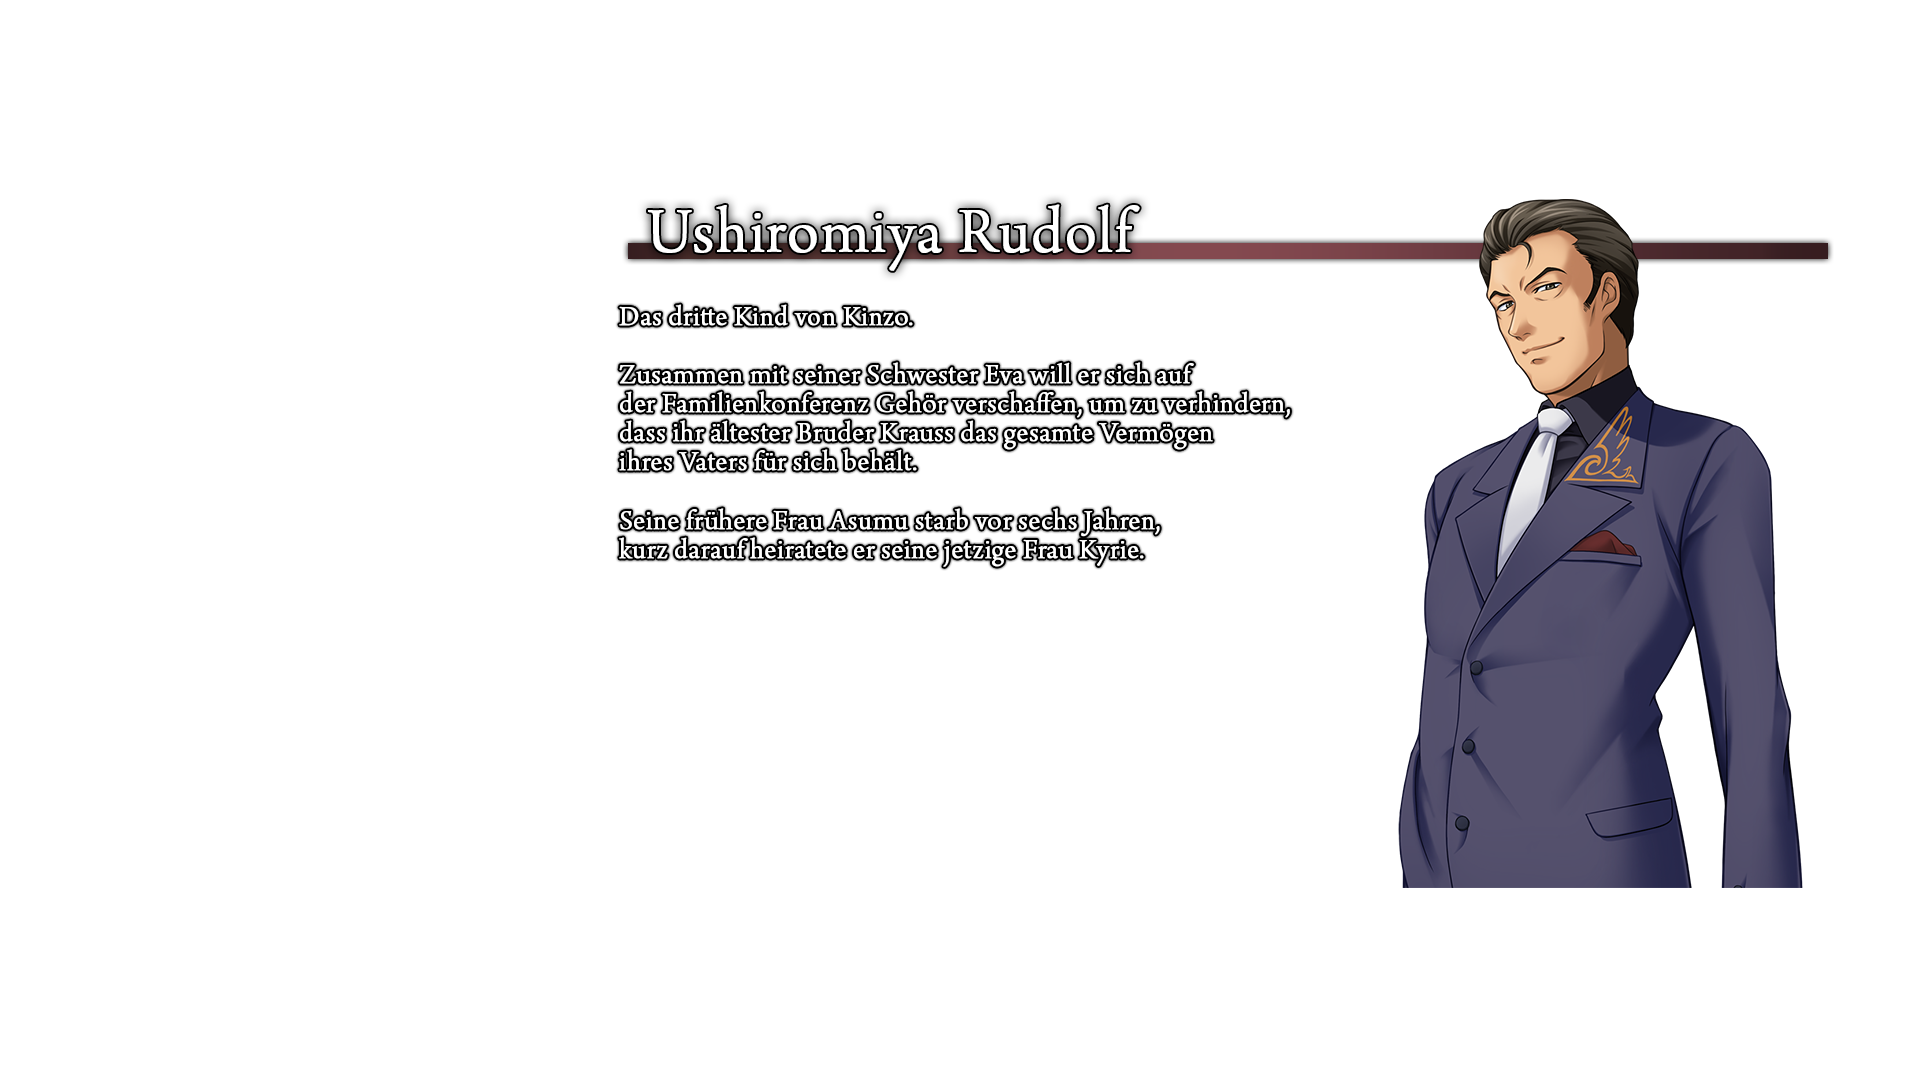 Ushiromiya Rudolf
Das dritte Kind von Kinzo.
Zusammen mit seiner Schwester Eva will er sich auf
der Familienkonferenz Gehör verschaffen, um zu verhindern,
dass ihr ältester Bruder Krauss das gesamte Vermögen
ihres Vaters für sich behält.
Seine frühere Frau Asumu starb vor sechs Jahren,
kurz darauf heiratete er seine jetzige Frau Kyrie.